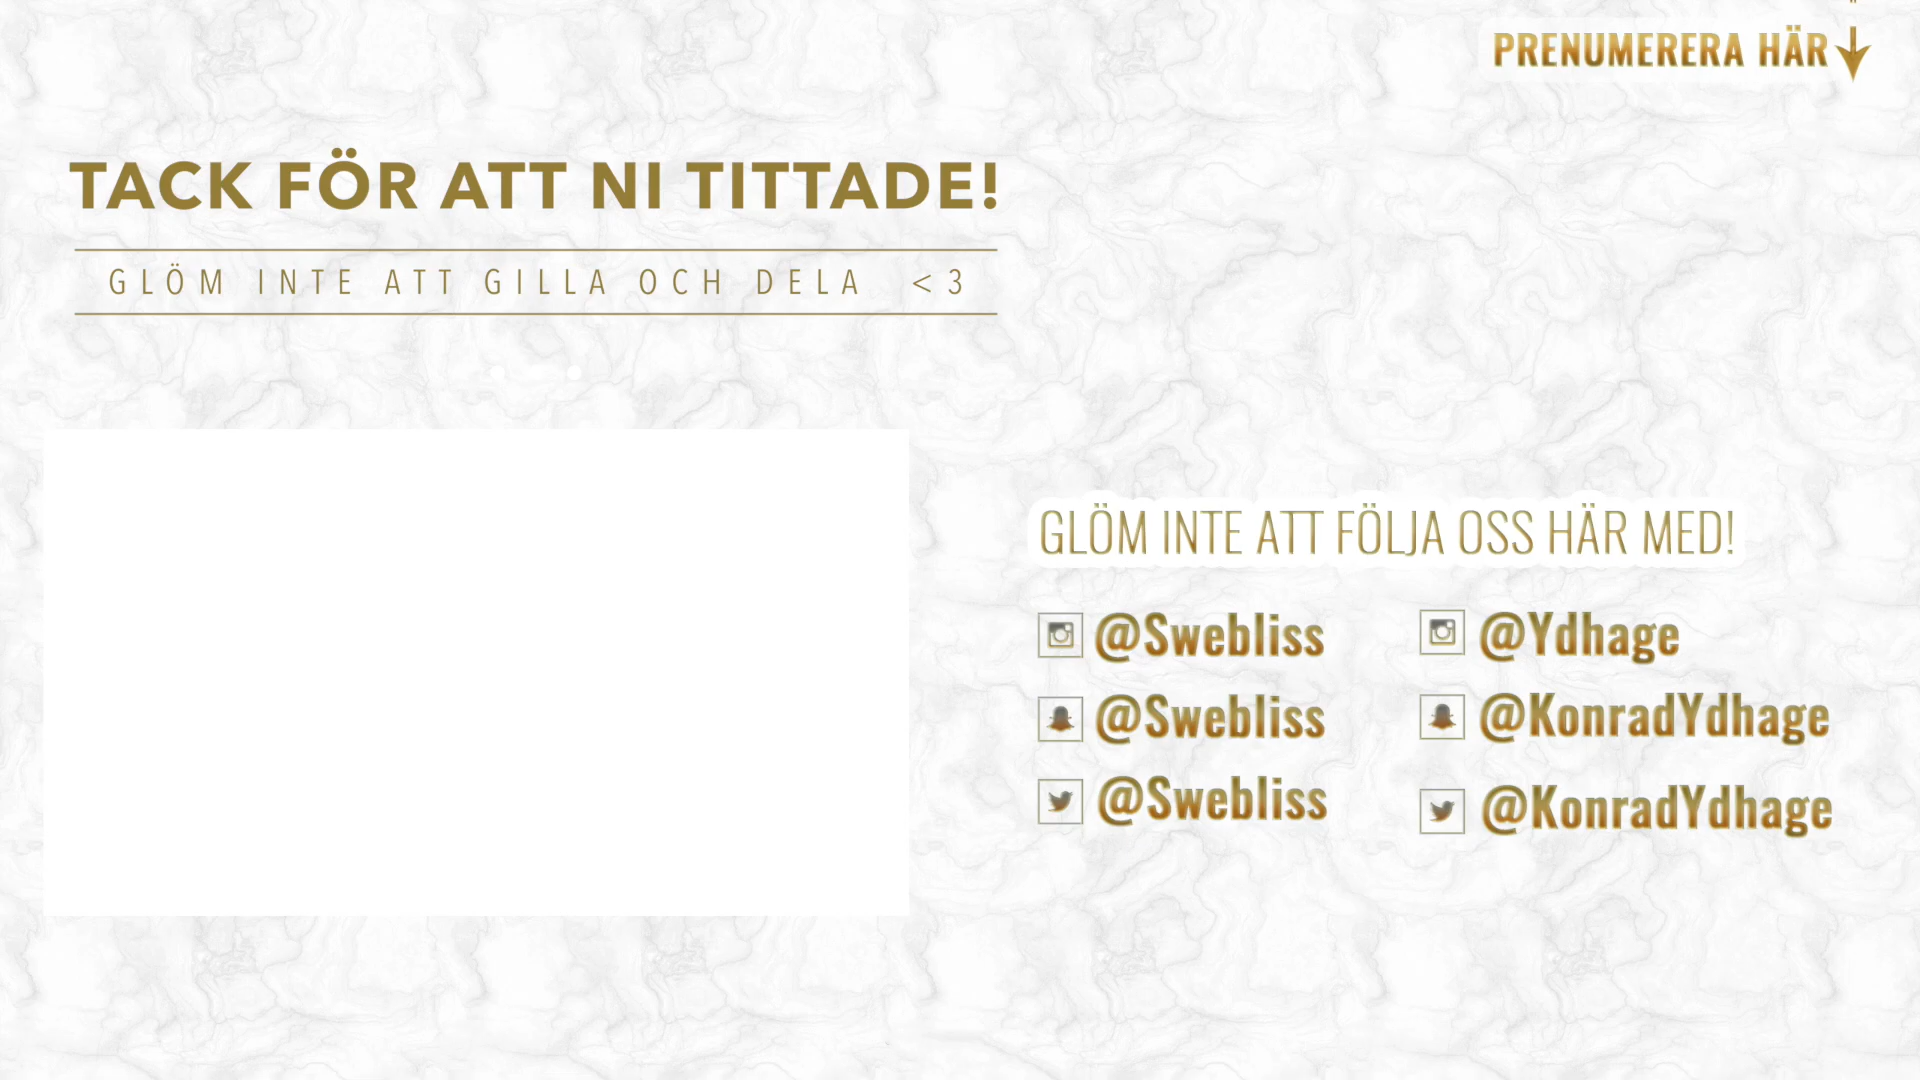 PRENUMERERA HÄR
TACK FÖR ATT NI TITTADE!
GLÖM INTE ATT GILLA OCH DELA <3
GLÖM INTE ATT FÖLJA OSS HÄR MED!
@Swebliss @Ydhage
@Swebliss @KonradYdhage
@Swebliss @KonradYdhage